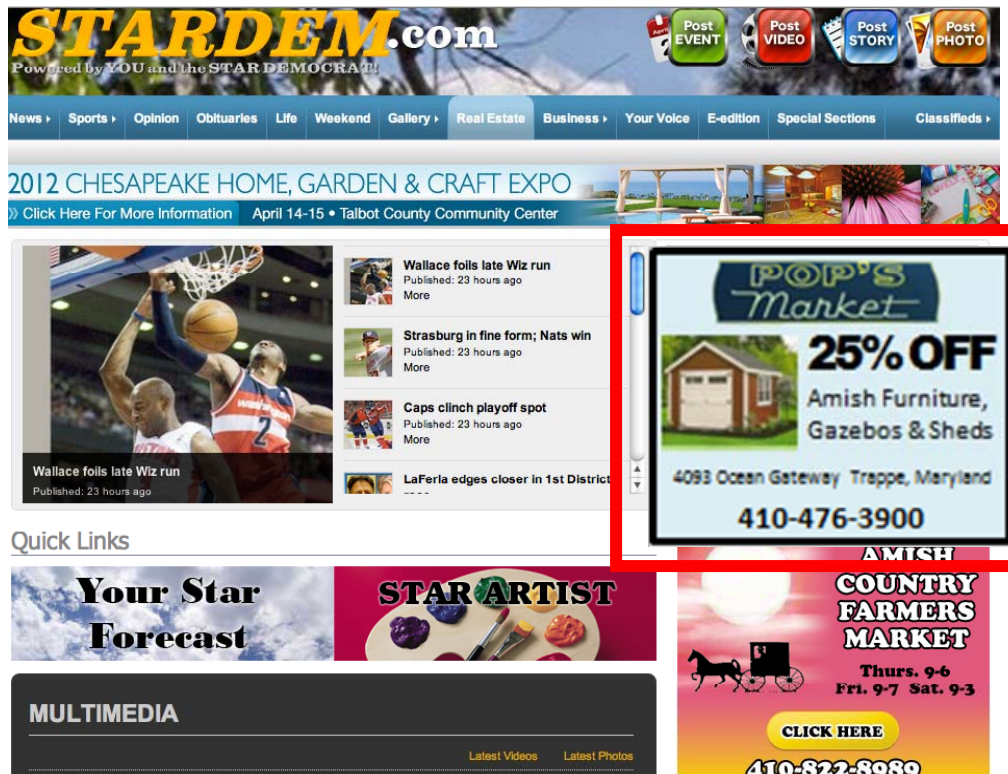 STARDEM.com
Powered by YOU and the STAR DEMOCRAT!
Post EVENT
Post VIDEO
Post STORY
Post PHOTO
News Sports Opinion Obituaries Life Weekend Gallery Real Estate Business Your Voice E-edition Special Sections Classifieds
2012 CHESAPEAKE HOME, GARDEN & CRAFT EXPO
» Click Here For More Information April 14-15 • Talbot County Community Center
Wallace foils late Wiz run
Published: 23 hours ago
Wallace foils late Wiz run
Published: 23 hours ago
More
Strasburg in fine form; Nats win
Published: 23 hours ago
More
Caps clinch playoff spot
Published: 23 hours ago
More
LaFerla edges closer in 1st District
POP'S
Market
25% OFF
Amish Furniture,
Gazebos & Sheds
4093 Ocean Gateway Trappe, Maryland
410-476-3900
Quick Links
Your Star
Forecast
STAR ARTIST
AMISH
COUNTRY
FARMERS
MARKET
Thurs. 9-6
Fri. 9-7 Sat. 9-3
CLICK HERE
410-822-8989
MULTIMEDIA
Latest Videos Latest Photos